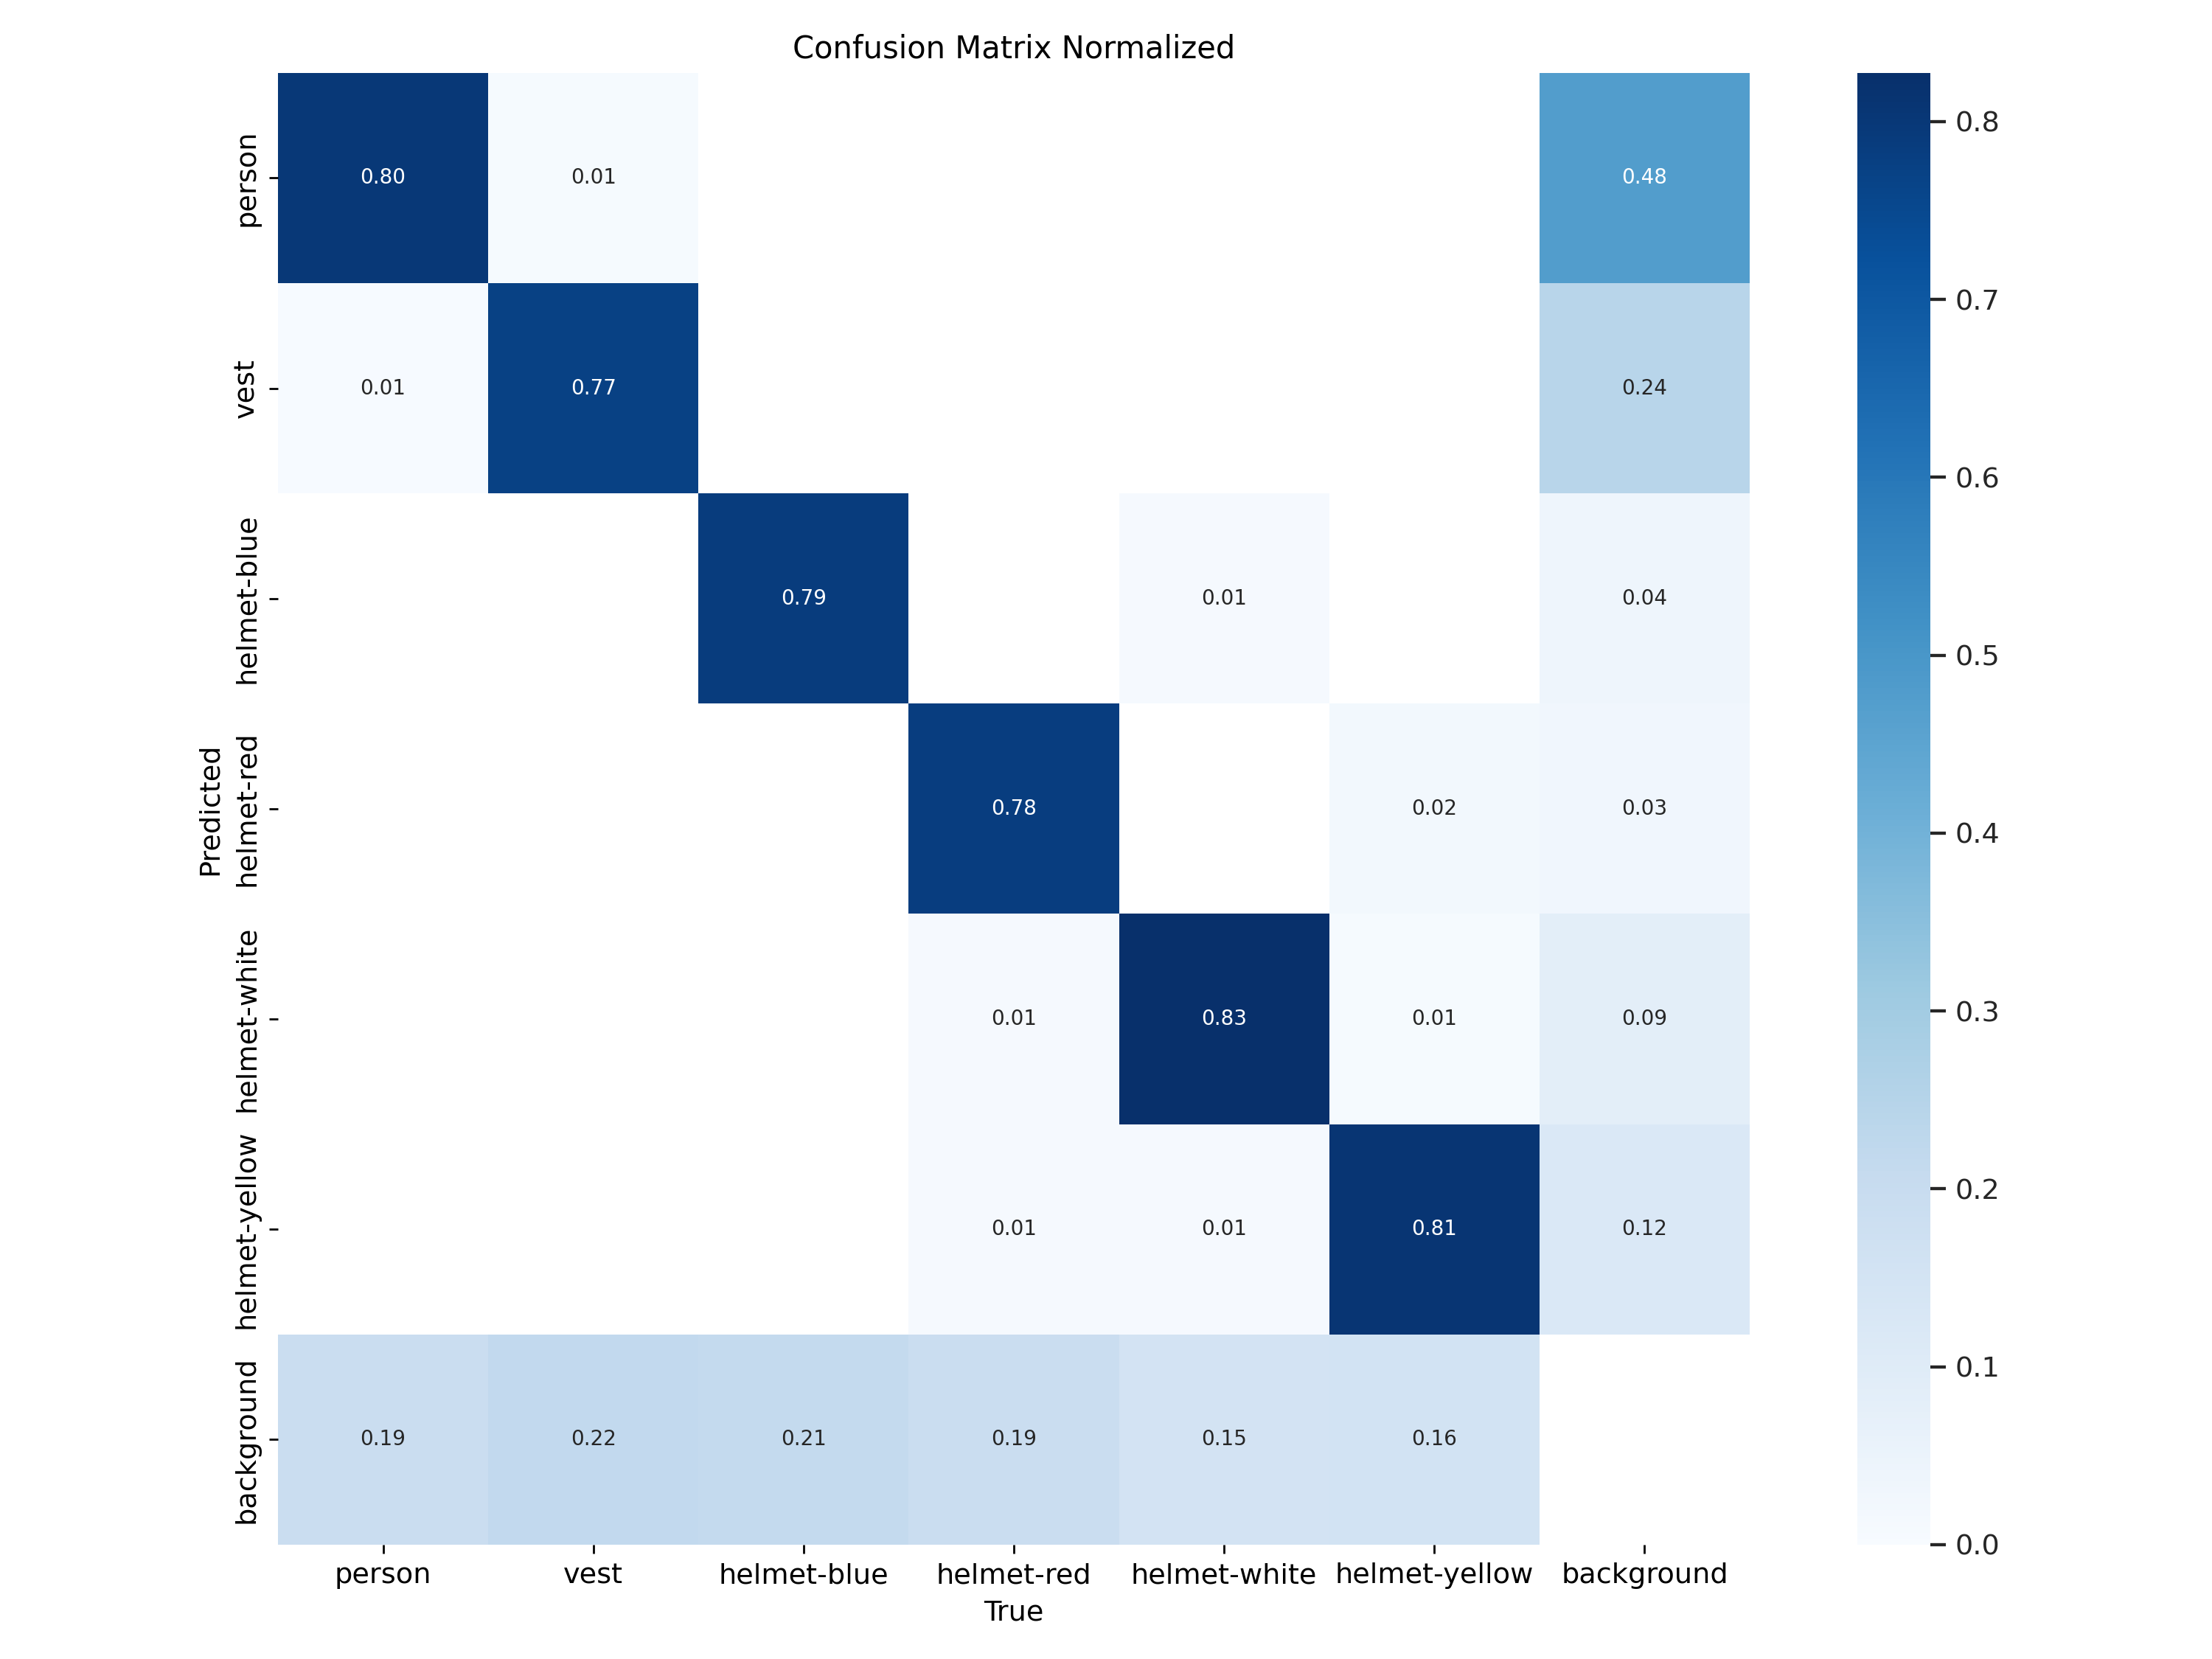 Confusion Matrix Normalized
person 0.80 0.01 0.48
vest 0.01 0.77 0.24
helmet-blue 0.79 0.01 0.04
helmet-red 0.78 0.02 0.03
helmet-white 0.01 0.83 0.01 0.09
helmet-yellow 0.01 0.01 0.81 0.12
background 0.19 0.22 0.21 0.19 0.15 0.16
Predicted
person vest helmet-blue helmet-red helmet-white helmet-yellow background
True
0.8
0.7
0.6
0.5
0.4
0.3
0.2
0.1
0.0